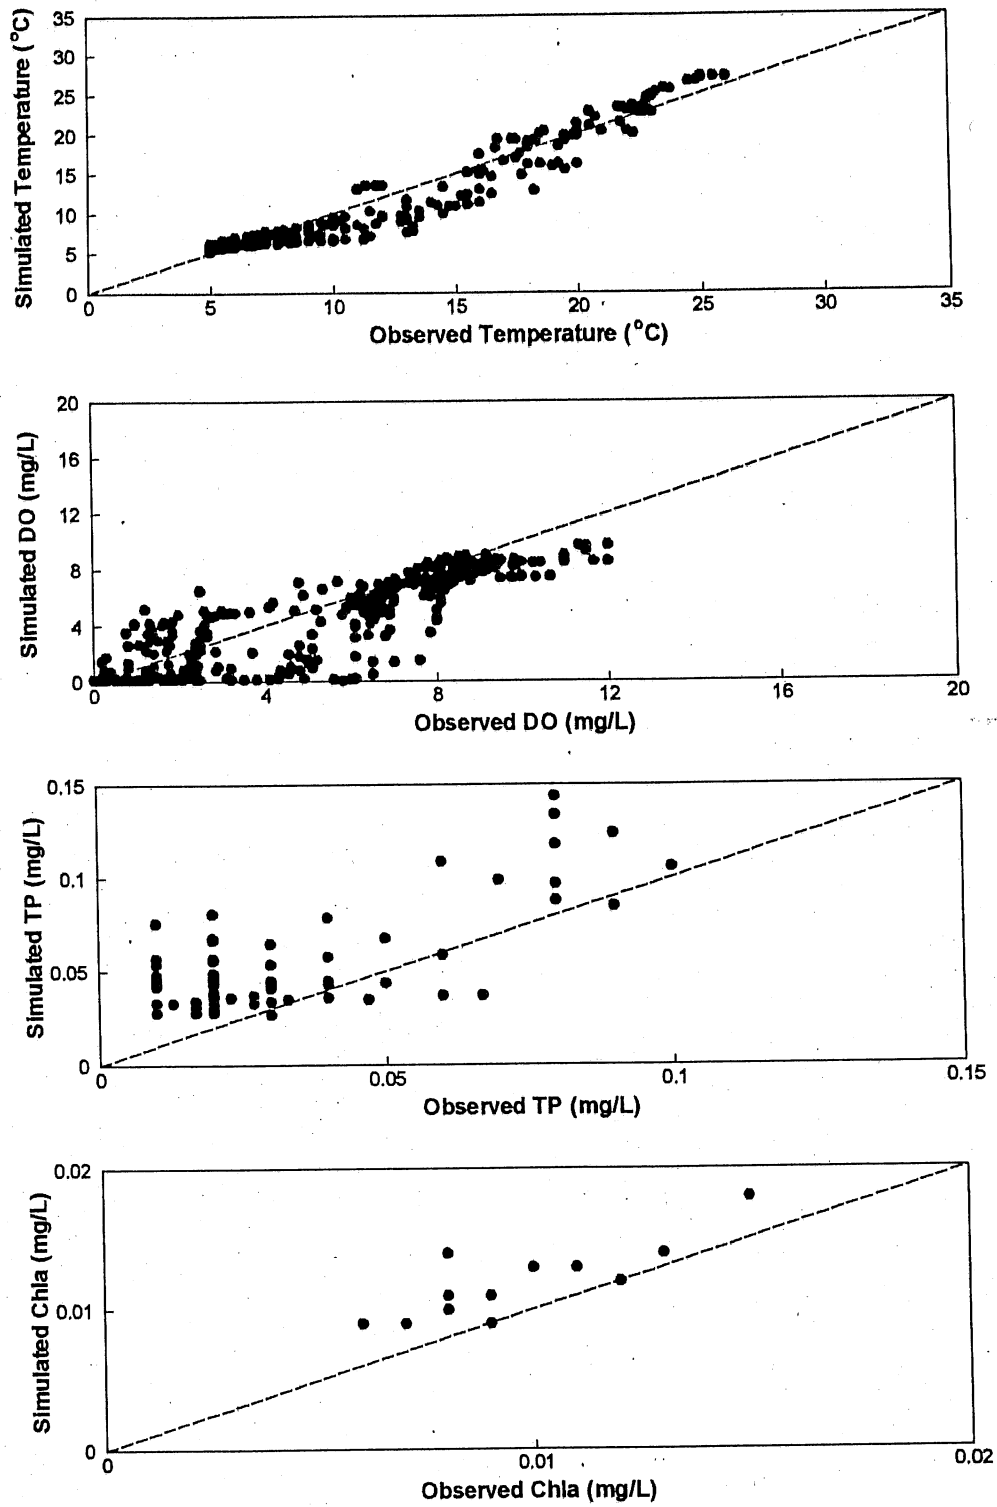 35
30
25
20
15
10
5
0
Simulated Temperature (°C)
0 5 10 15 20 25 30 35
Observed Temperature (°C)
20
16
12
8
4
0
Simulated DO (mg/L)
0 4 8 12 16 20
Observed DO (mg/L)
0.15
0.1
0.05
0
Simulated TP (mg/L)
0 0.05 0.1 0.15
Observed TP (mg/L)
0.02
0.01
0
Simulated Chla (mg/L)
0 0.01 0.02
Observed Chla (mg/L)